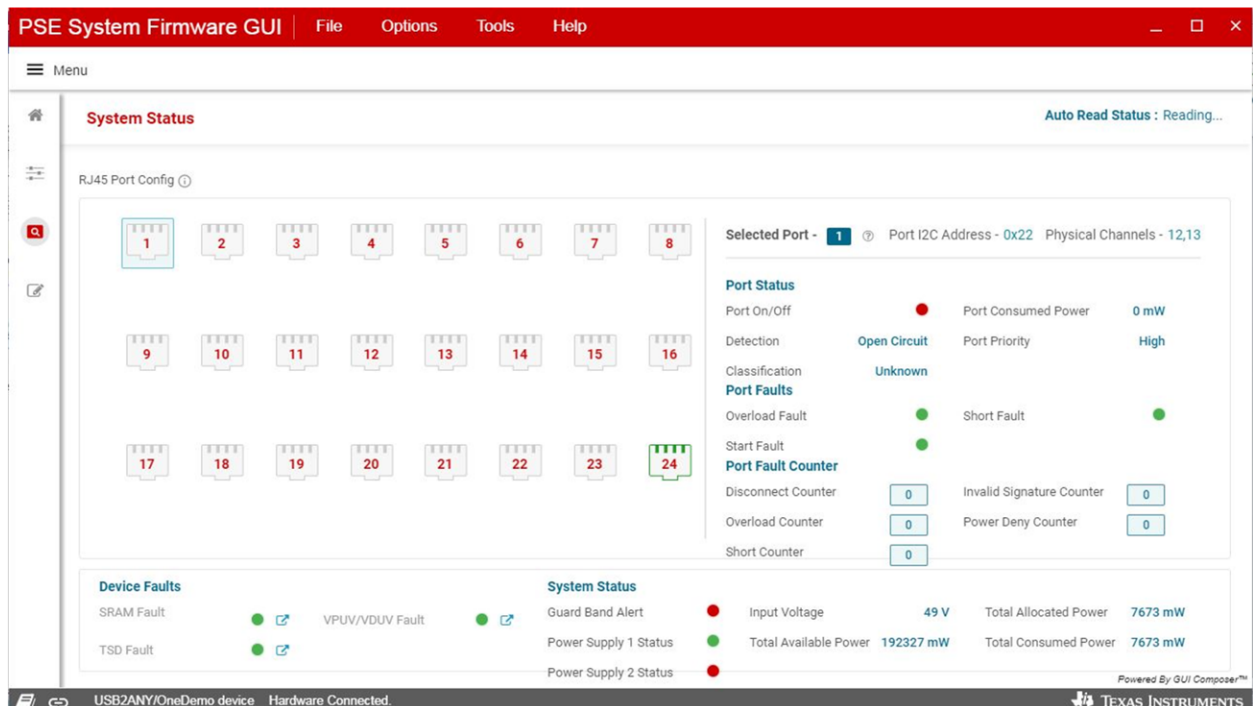 PSE System Firmware GUI File Options Tools Help
Menu
System Status
Auto Read Status : Reading...
RJ45 Port Config
1 2 3 4 5 6 7 8
9 10 11 12 13 14 15 16
17 18 19 20 21 22 23 24
Selected Port - 1 Port I2C Address - 0x22 Physical Channels - 12,13
Port Status
Port On/Off Port Consumed Power 0 mW
Detection Open Circuit Port Priority High
Classification Unknown
Port Faults
Overload Fault Short Fault
Start Fault
Port Fault Counter
Disconnect Counter 0 Invalid Signature Counter 0
Overload Counter 0 Power Deny Counter 0
Short Counter 0
Device Faults
SRAM Fault VPUV/VDUV Fault
TSD Fault
System Status
Guard Band Alert Input Voltage 49 V Total Allocated Power 7673 mW
Power Supply 1 Status Total Available Power 192327 mW Total Consumed Power 7673 mW
Power Supply 2 Status
Powered By GUI Composer™
USB2ANY/OneDemo device Hardware Connected.
TEXAS INSTRUMENTS